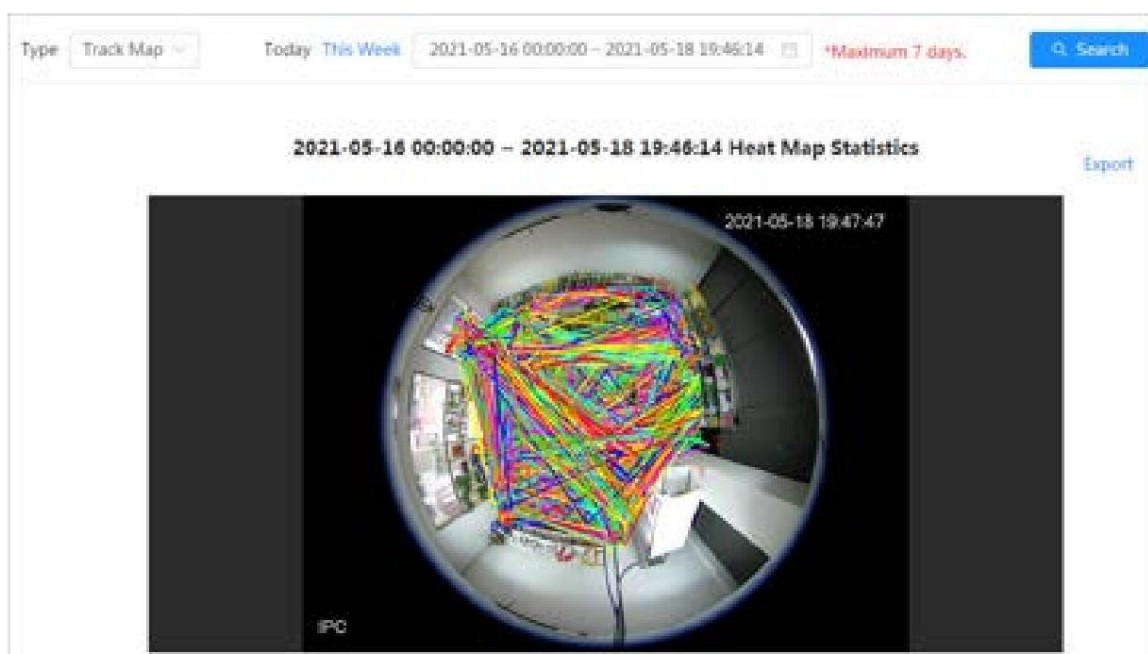 Type Track Map Today This Week 2021-05-16 00:00:00 ~ 2021-05-18 19:46:14 *Maximum 7 days. Search
2021-05-16 00:00:00 ~ 2021-05-18 19:46:14 Heat Map Statistics
Export
2021-05-18 19:47:47
IPC